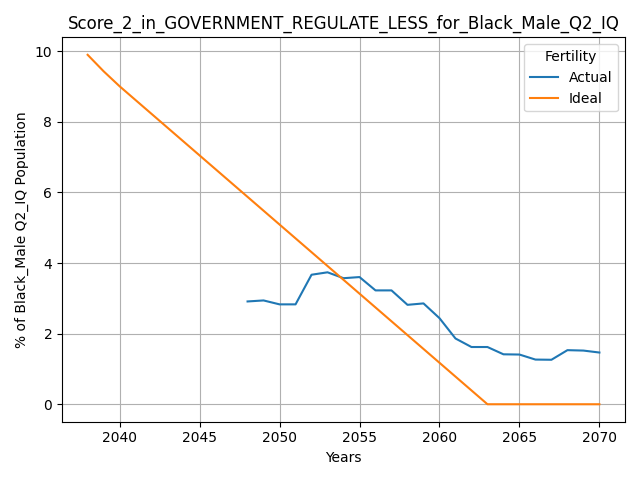 Score_2_in_GOVERNMENT_REGULATE_LESS_for_Black_Male_Q2_IQ
% of Black_Male Q2_IQ Population
10
8
6
4
2
0
Fertility
Actual
Ideal
2040 2045 2050 2055 2060 2065 2070
Years